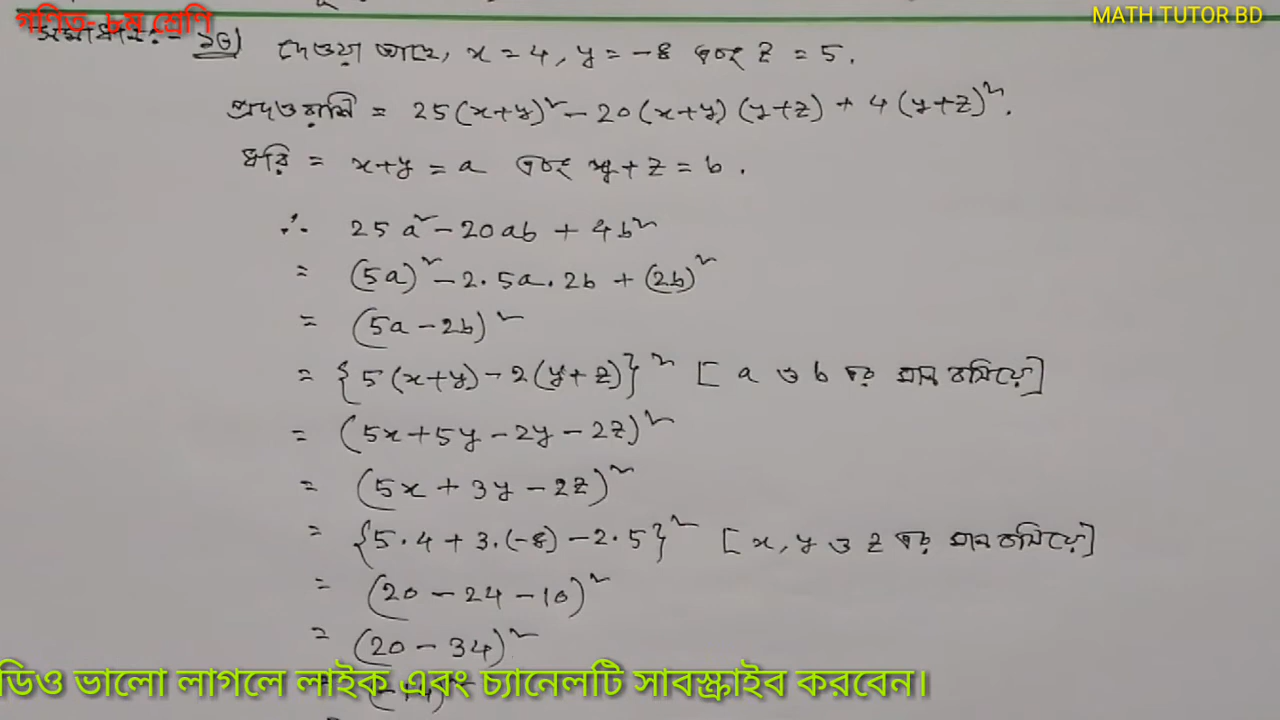 গণিত- ৮ম শ্রেণি
MATH TUTOR BD
সমাধানঃ- ১৬) দেওয়া আছে, x = 4, y = -8 এবং z = 5.
প্রদত্ত রাশি = 25(x+y)² - 20(x+y)(y+z) + 4(y+z)².
ধরি = x+y = a এবং y+z = b.
∴ 25a² - 20ab + 4b²
= (5a)² - 2.5a.2b + (2b)²
= (5a - 2b)²
= {5(x+y) - 2(y+z)}² [a ও b এর মান বসিয়ে]
= (5x+5y - 2y - 2z)²
= (5x + 3y - 2z)²
= {5.4 + 3.(-8) - 2.5}² [x, y ও z এর মান বসিয়ে]
= (20 - 24 - 10)²
= (20 - 34)²
ডিও ভালো লাগলে লাইক এবং চ্যানেলটি সাবস্ক্রাইব করবেন।